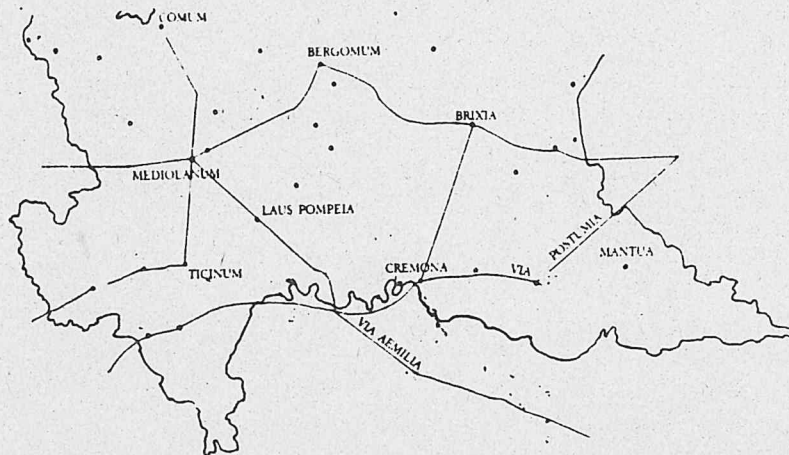 COMUM
BERGOMUM
BRIXIA
MEDIOLANUM
LAUS POMPEIA
POSTUMIA
MANTUA
TICINUM
CREMONA
VIA
VIA AEMILIA